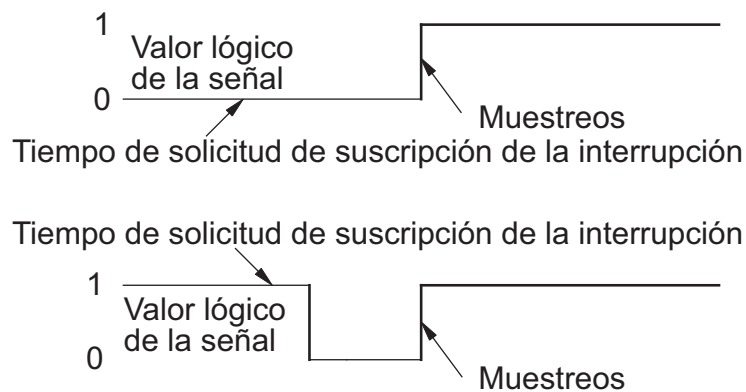 1
Valor lógico
de la señal
0
Muestreos
Tiempo de solicitud de suscripción de la interrupción
Tiempo de solicitud de suscripción de la interrupción
1
Valor lógico
de la señal
0
Muestreos